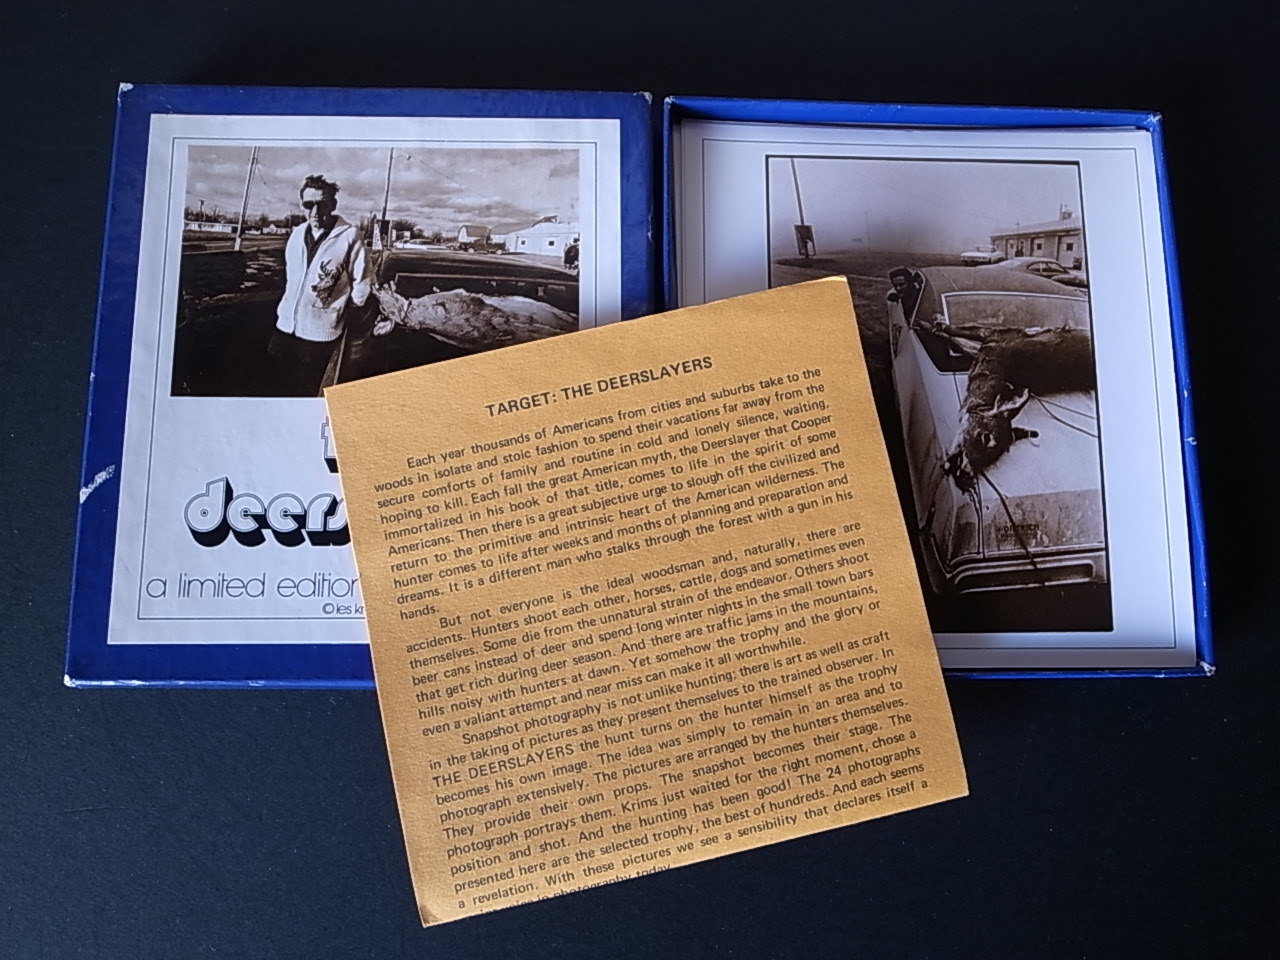 deers
a limited edition
© les kr
TARGET: THE DEERSLAYERS
Each year thousands of Americans from cities and suburbs take to the
woods in isolate and stoic fashion to spend their vacations far away from the
secure comforts of family and routine in cold and lonely silence, waiting,
hoping to kill. Each fall the great American myth, the Deerslayer that Cooper
immortalized in his book of that title, comes to life in the spirit of some
Americans. Then there is a great subjective urge to slough off the civilized and
return to the primitive and intrinsic heart of the American wilderness. The
hunter comes to life after weeks and months of planning and preparation and
dreams. It is a different man who stalks through the forest with a gun in his
hands.
But not everyone is the ideal woodsman and, naturally, there are
accidents. Hunters shoot each other, horses, cattle, dogs and sometimes even
themselves. Some die from the unnatural strain of the endeavor. Others shoot
beer cans instead of deer and spend long winter nights in the small town bars
that get rich during deer season. And there are traffic jams in the mountains,
hills noisy with hunters at dawn. Yet somehow the trophy and the glory or
even a valiant attempt and near miss can make it all worthwhile.
Snapshot photography is not unlike hunting; there is art as well as craft
in the taking of pictures as they present themselves to the trained observer. In
THE DEERSLAYERS the hunt turns on the hunter himself as the trophy
becomes his own image. The idea was simply to remain in an area and to
photograph extensively. The pictures are arranged by the hunters themselves.
They provide their own props. The snapshot becomes their stage. The
photograph portrays them. Krims just waited for the right moment, chose a
position and shot. And the hunting has been good! The 24 photographs
presented here are the selected trophy, the best of hundreds. And each seems
a revelation. With these pictures we see a sensibility that declares itself a
photography today.